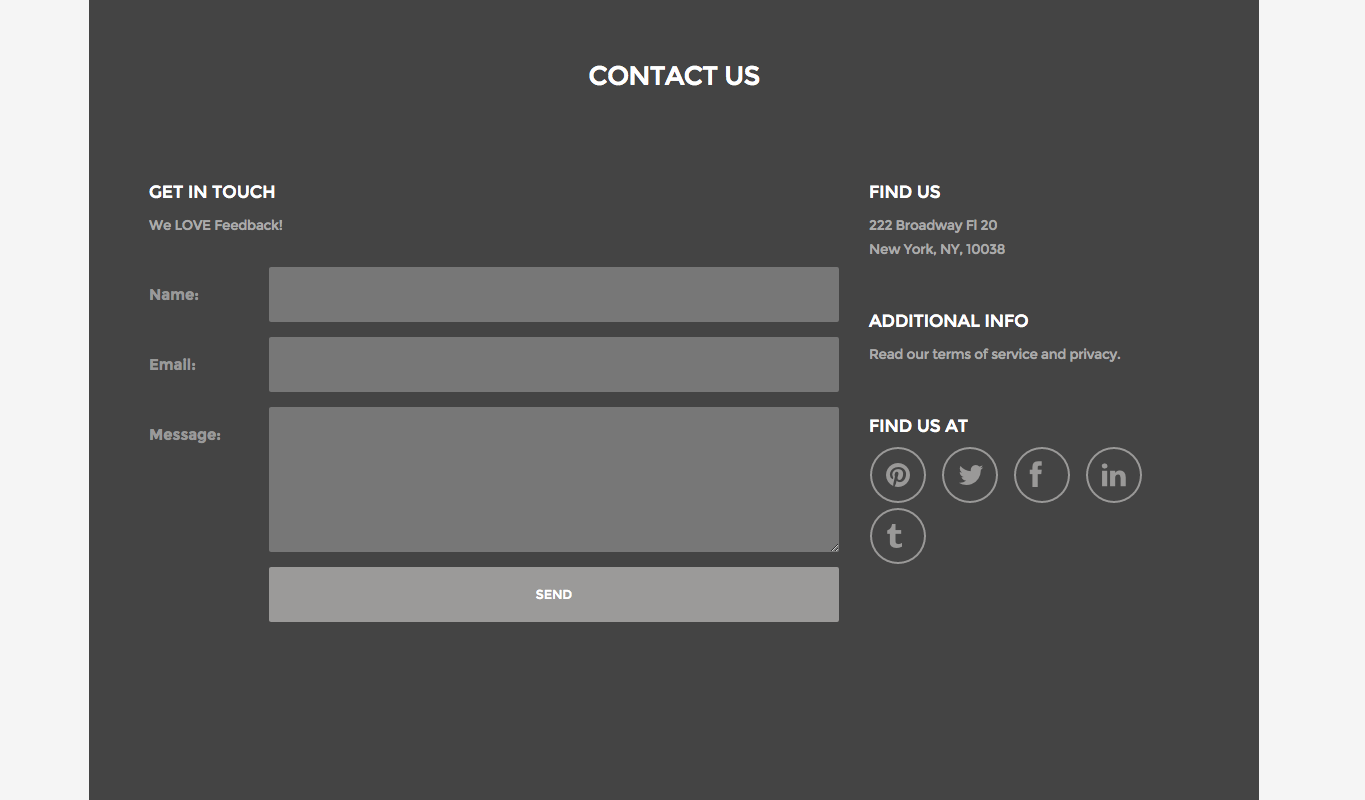 CONTACT US
GET IN TOUCH
We LOVE Feedback!
Name:
Email:
Message:
SEND
FIND US
222 Broadway Fl 20
New York, NY, 10038
ADDITIONAL INFO
Read our terms of service and privacy.
FIND US AT